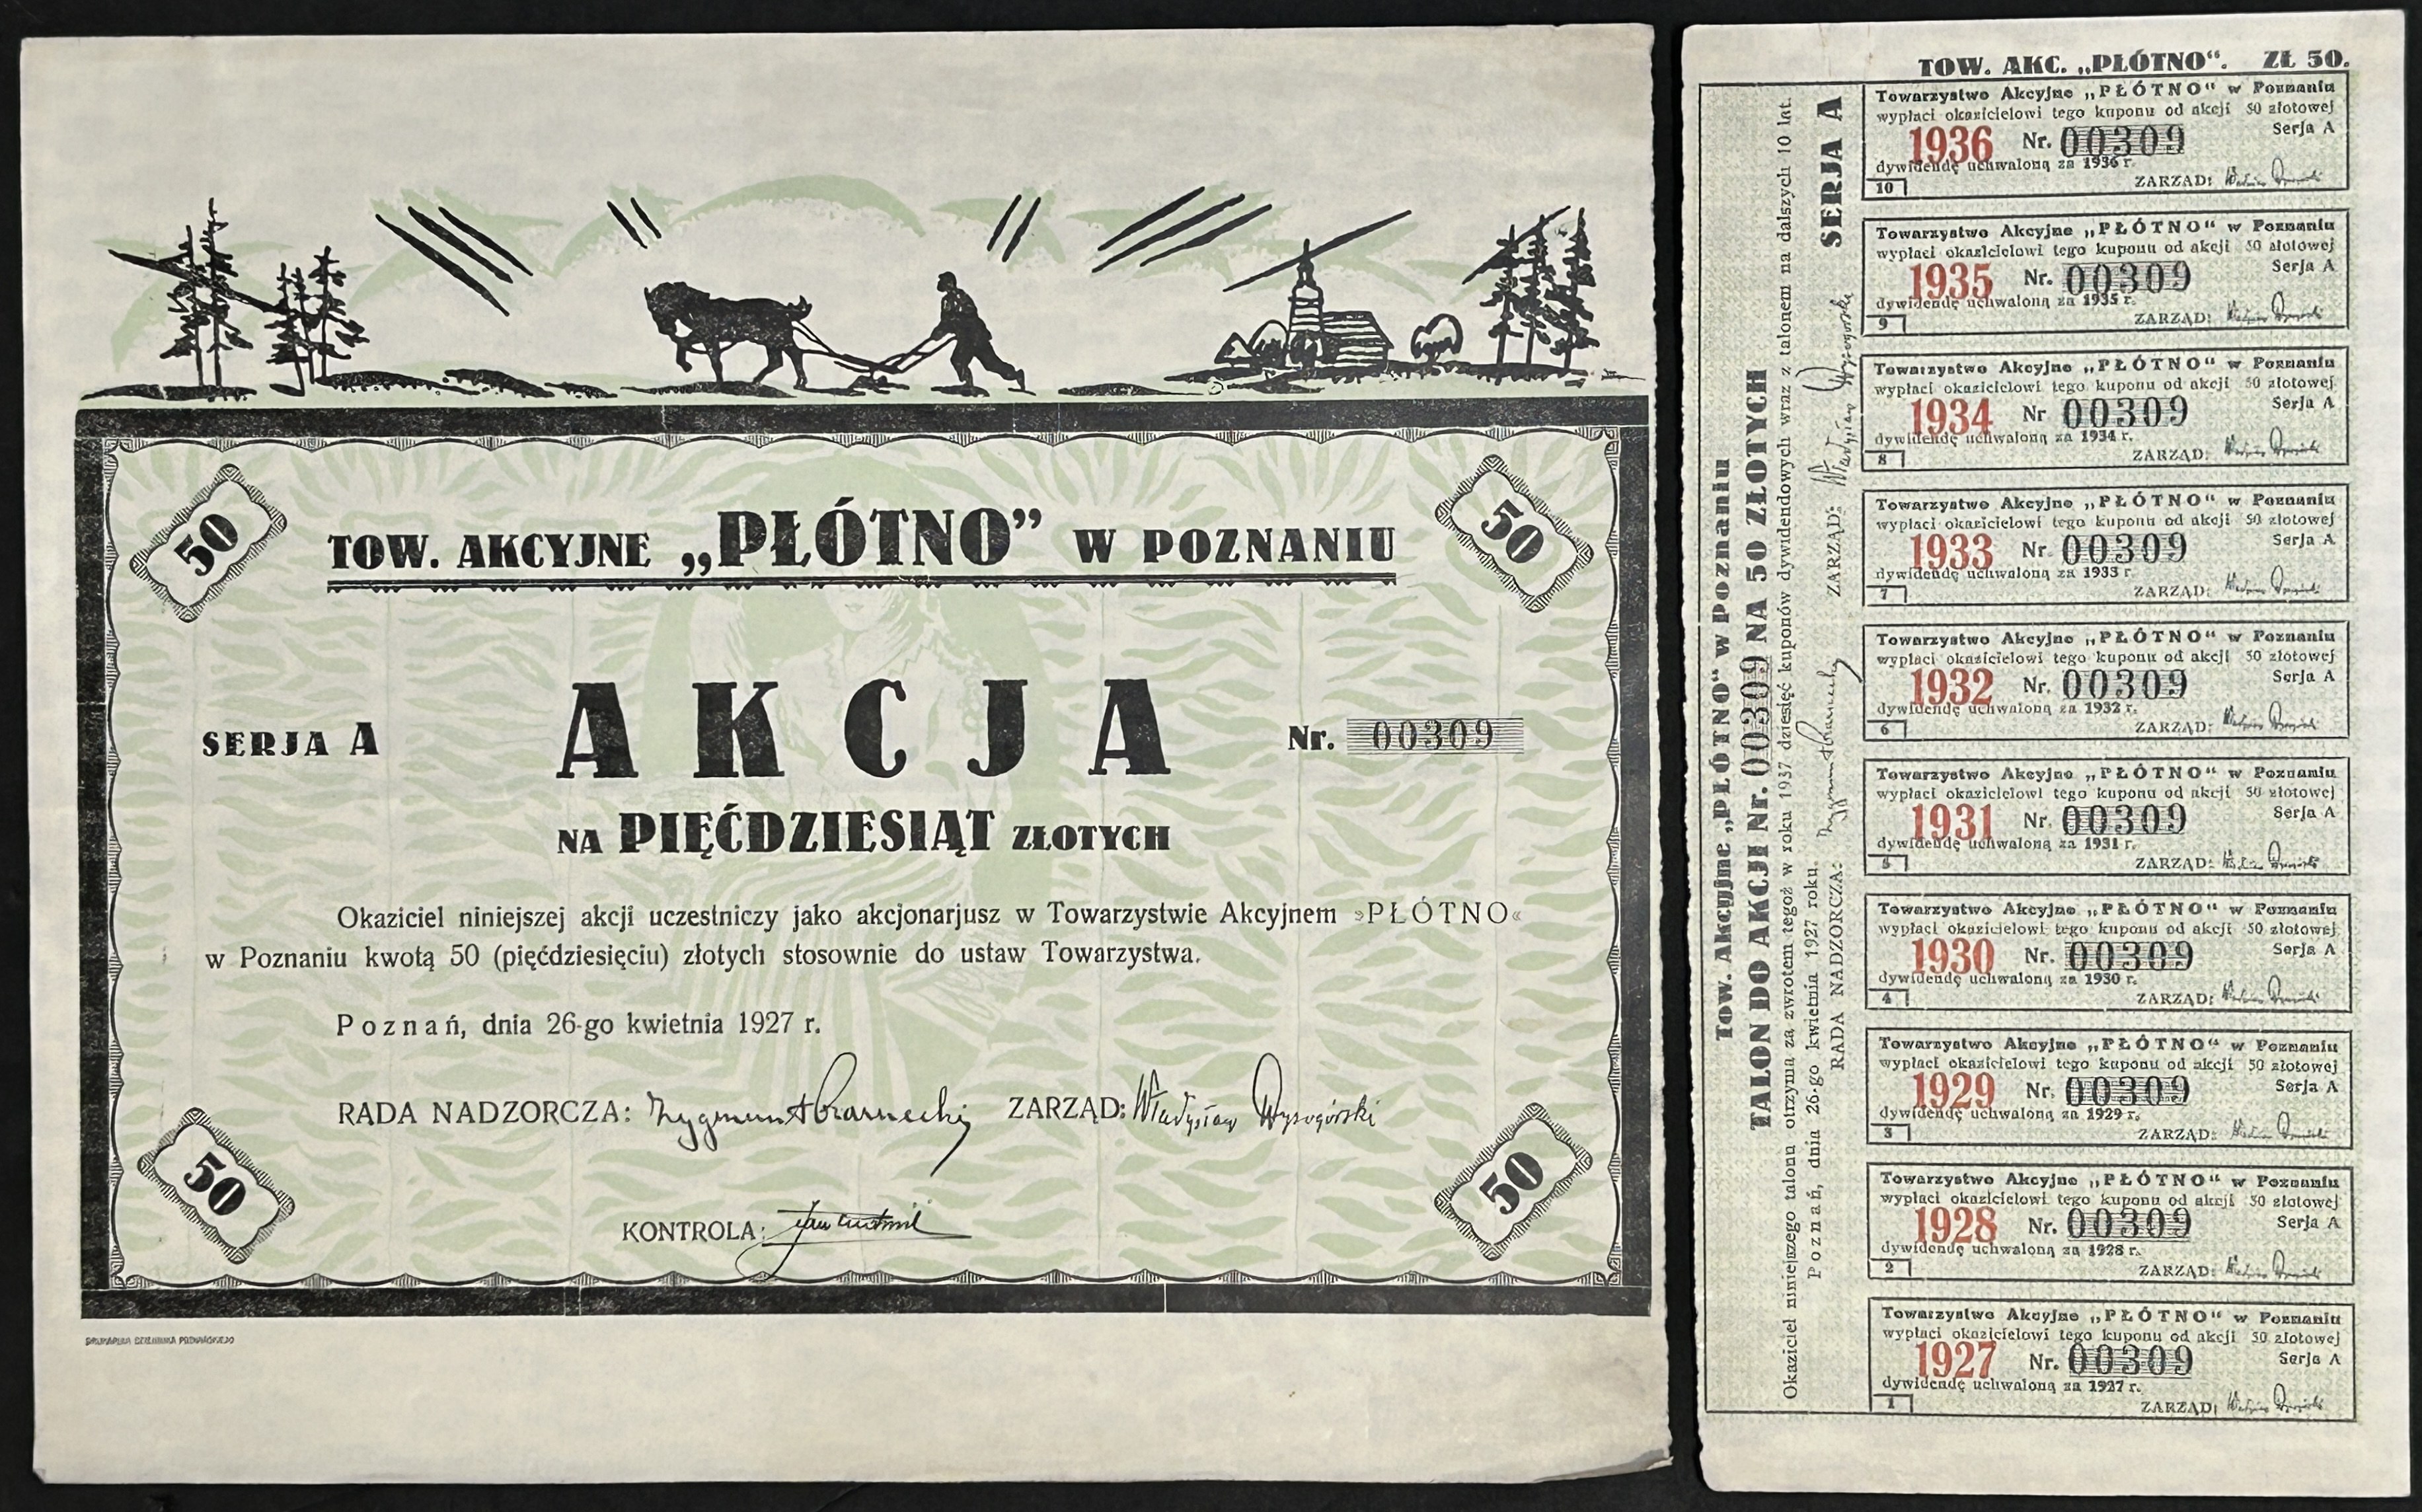 50
50
TOW. AKCYJNE „PŁÓTNO” W POZNANIU
SERJA A
AKCJA
Nr. 00309
NA PIĘĆDZIESIĄT ZŁOTYCH
Okaziciel niniejszej akcji uczestniczy jako akcjonarjusz w Towarzystwie Akcyjnem »PŁÓTNO«
w Poznaniu kwotą 50 (pięćdziesięciu) złotych stosownie do ustaw Towarzystwa.
Poznań, dnia 26-go kwietnia 1927 r.
RADA NADZORCZA: Zygmunt ZARZĄD: Władysław Wysogórski
KONTROLA:
50
50
DRUKARNIA DZIENNIKA POZNAŃSKIEGO
Tow. Akcyjne „PŁÓTNO“ w Poznaniu
TALON DO AKCJI Nr. 00309 NA 50 ZŁOTYCH
Okaziciel niniejszego talonu otrzyma za zwrotem tegoż w roku 1937 dziesięć kuponów dywidendowych wraz z talonem na dalszych 10 lat.
Poznań, dnia 26-go kwietnia 1927 roku.
SERJA A
RADA NADZORCZA: Zygmunt ZARZĄD: Władysław Wysogórski
TOW. AKC. „PŁÓTNO“. ZŁ 50.
Towarzystwo Akcyjne „PŁÓTNO“ w Poznaniu
wypłaci okazicielowi tego kuponu od akcji 50 złotowej
1936 Nr. 00309 Serja A
dywidendę uchwaloną za 1936 r.
10 ZARZĄD:
Towarzystwo Akcyjne „PŁÓTNO“ w Poznaniu
wypłaci okazicielowi tego kuponu od akcji 50 złotowej
1935 Nr. 00309 Serja A
dywidendę uchwaloną za 1935 r.
9 ZARZĄD:
Towarzystwo Akcyjne „PŁÓTNO“ w Poznaniu
wypłaci okazicielowi tego kuponu od akcji 50 złotowej
1934 Nr 00309 Serja A
dywidendę uchwaloną za 1934 r.
8 ZARZĄD:
Towarzystwo Akcyjne „PŁÓTNO“ w Poznaniu
wypłaci okazicielowi tego kuponu od akcji 50 złotowej
1933 Nr. 00309 Serja A
dywidendę uchwaloną za 1933 r.
7 ZARZĄD:
Towarzystwo Akcyjne „PŁÓTNO“ w Poznaniu
wypłaci okazicielowi tego kuponu od akcji 50 złotowej
1932 Nr. 00309 Serja A
dywidendę uchwaloną za 1932 r.
6 ZARZĄD:
Towarzystwo Akcyjne „PŁÓTNO“ w Poznaniu
wypłaci okazicielowi tego kuponu od akcji 50 złotowej
1931 Nr. 00309 Serja A
dywidendę uchwaloną za 1931 r.
5 ZARZĄD:
Towarzystwo Akcyjne „PŁÓTNO“ w Poznaniu
wypłaci okazicielowi tego kuponu od akcji 50 złotowej
1930 Nr. 00309 Serja A
dywidendę uchwaloną za 1930 r.
4 ZARZĄD:
Towarzystwo Akcyjne „PŁÓTNO“ w Poznaniu
wypłaci okazicielowi tego kuponu od akcji 50 złotowej
1929 Nr. 00309 Serja A
dywidendę uchwaloną za 1929 r.
3 ZARZĄD:
Towarzystwo Akcyjne „PŁÓTNO“ w Poznaniu
wypłaci okazicielowi tego kuponu od akcji 50 złotowej
1928 Nr. 00309 Serja A
dywidendę uchwaloną za 1928 r.
2 ZARZĄD:
Towarzystwo Akcyjne „PŁÓTNO“ w Poznaniu
wypłaci okazicielowi tego kuponu od akcji 50 złotowej
1927 Nr. 00309 Serja A
dywidendę uchwaloną za 1927 r.
1 ZARZĄD: